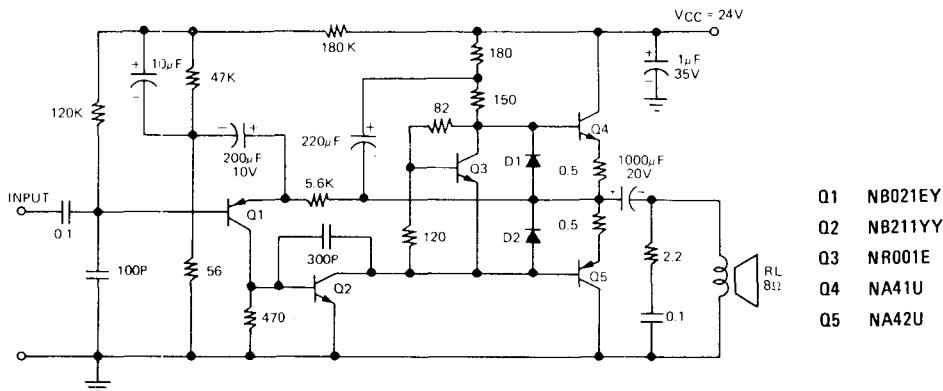 VCC = 24V
180 K
180
10µF
47K
1µF
35V
120K
82
150
220µF
Q4
200µF
10V
Q3
D1
0.5
1000µF
20V
INPUT
5.6K
Q1
0.1
Q1 NB021EY
D2
0.5
Q2 NB211YY
300P
120
2.2
100P
56
Q2
Q5
RL
8Ω
Q3 NR001E
470
0.1
Q4 NA41U
Q5 NA42U